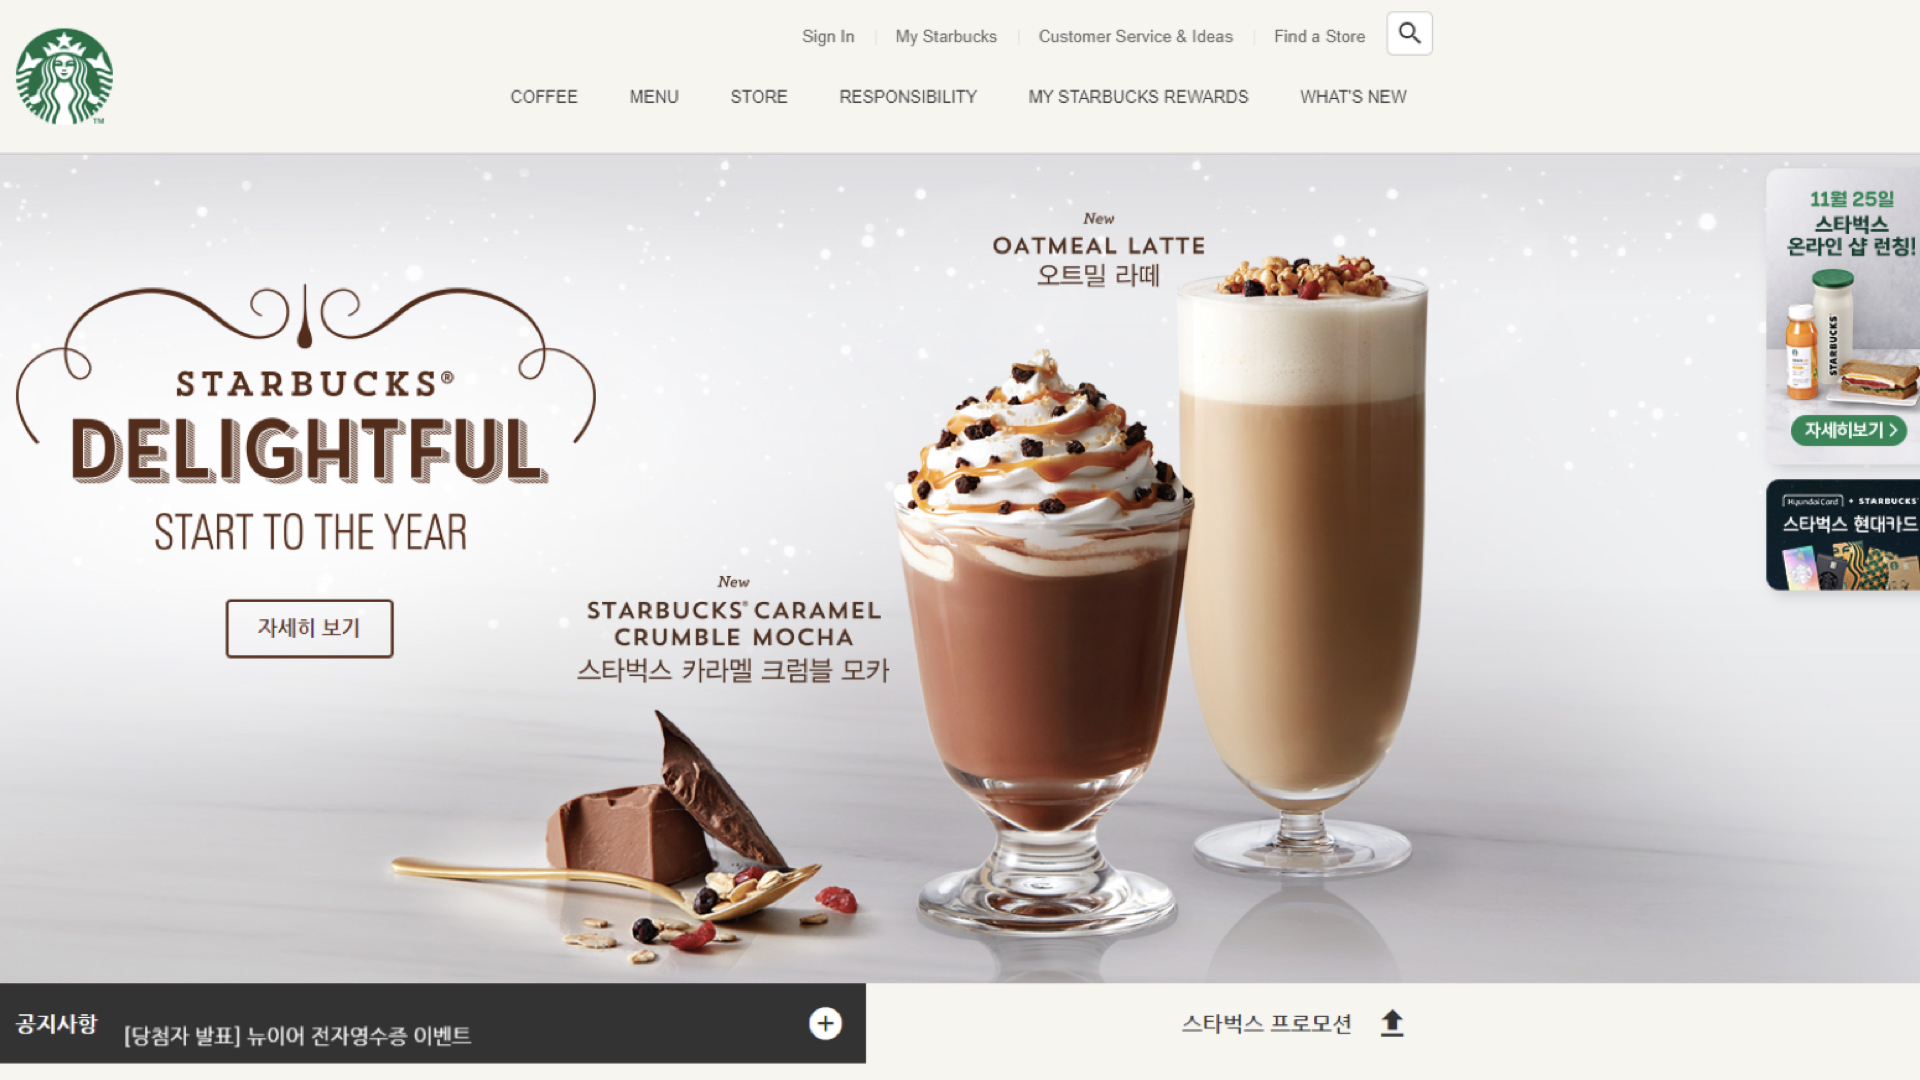 Sign In
My Starbucks
Customer Service & Ideas
Find a Store
COFFEE
MENU
STORE
RESPONSIBILITY
MY STARBUCKS REWARDS
WHAT'S NEW
TM
STARBUCKS®
DELIGHTFUL
START TO THE YEAR
자세히 보기
New
OATMEAL LATTE
오트밀 라떼
New
STARBUCKS® CARAMEL
CRUMBLE MOCHA
스타벅스 카라멜 크럼블 모카
11월 25일
스타벅스
온라인 샵 런칭!
STARBUCKS
자세히보기 >
HyundaiCard + STARBUCKS
스타벅스 현대카드
공지사항
[당첨자 발표] 뉴이어 전자영수증 이벤트
스타벅스 프로모션